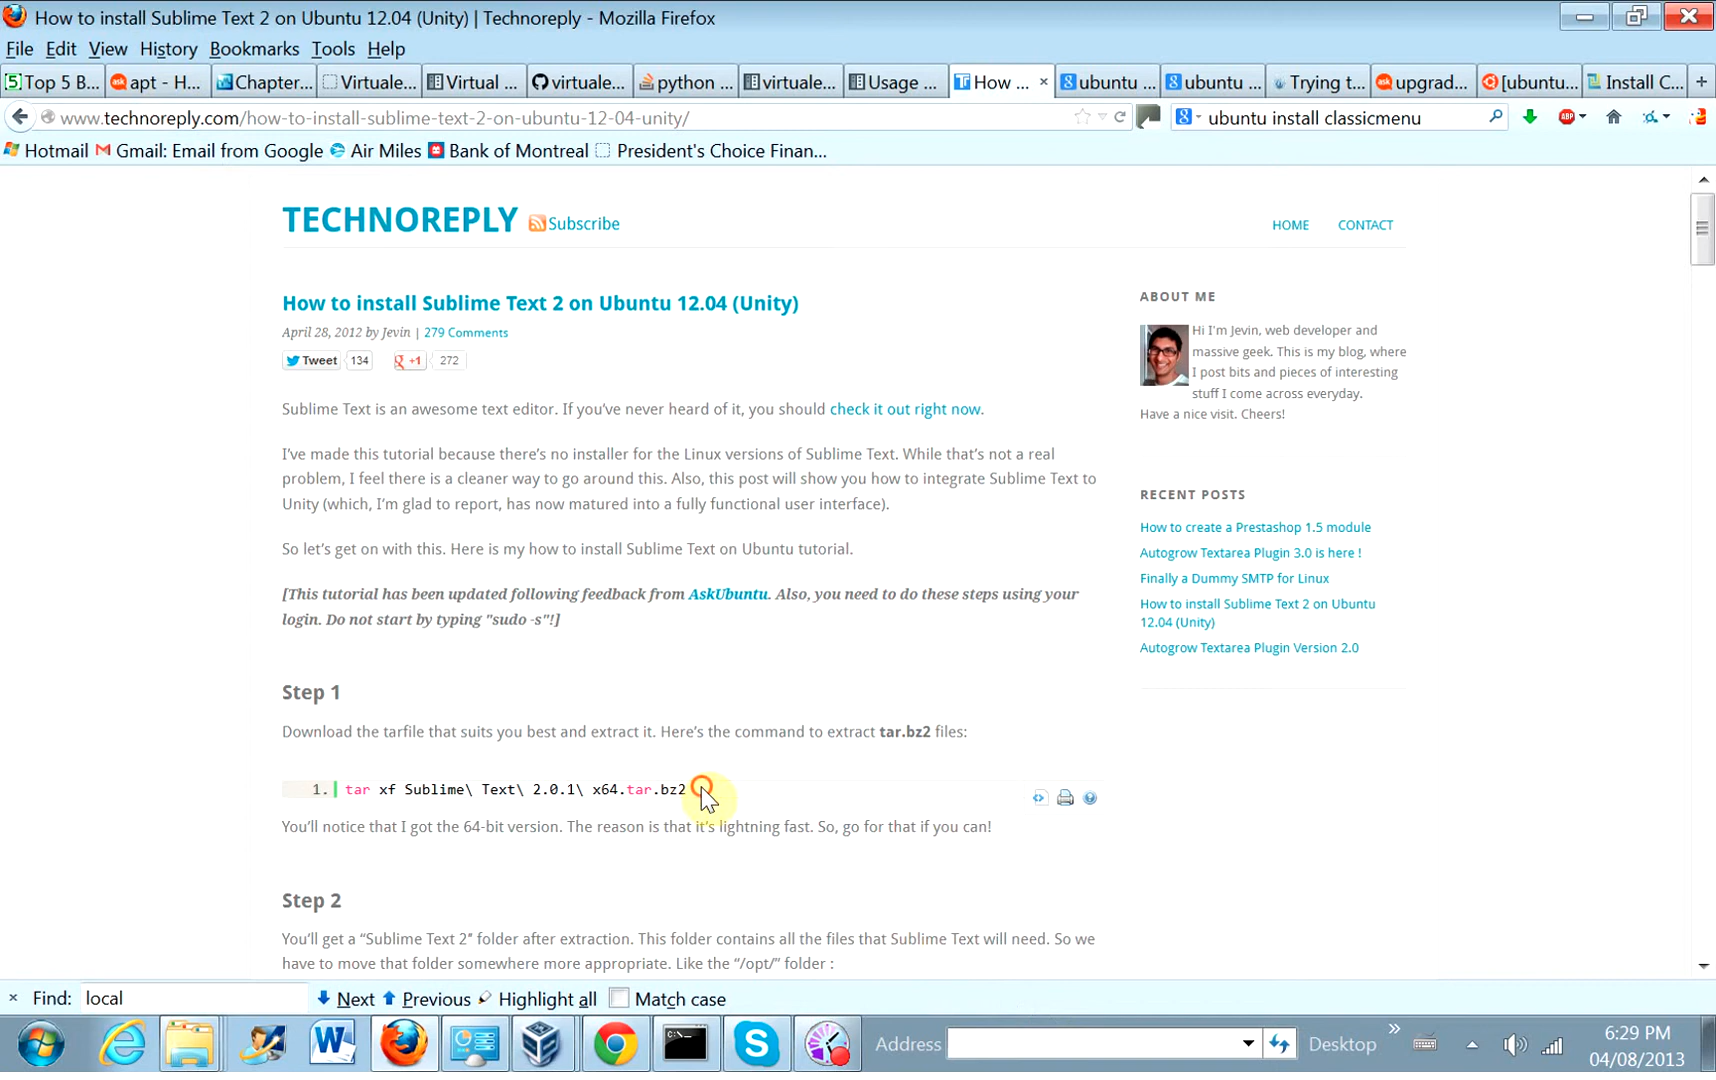 How to install Sublime Text 2 on Ubuntu 12.04 (Unity) | Technoreply - Mozilla Firefox
File Edit View History Bookmarks Tools Help
Top 5 B... apt - H... Chapter... Virtuale... Virtual ... virtuale... python ... virtuale... Usage ... How ... × ubuntu ... ubuntu ... Trying t... upgrad... [ubuntu... Install C... +
www.technoreply.com/how-to-install-sublime-text-2-on-ubuntu-12-04-unity/ ubuntu install classicmenu ABP
Hotmail Gmail: Email from Google Air Miles Bank of Montreal President's Choice Finan...
TECHNOREPLY Subscribe HOME CONTACT
How to install Sublime Text 2 on Ubuntu 12.04 (Unity)
April 28, 2012 by Jevin | 279 Comments
Tweet 134 +1 272
Sublime Text is an awesome text editor. If you've never heard of it, you should check it out right now.
I've made this tutorial because there's no installer for the Linux versions of Sublime Text. While that's not a real
problem, I feel there is a cleaner way to go around this. Also, this post will show you how to integrate Sublime Text to
Unity (which, I'm glad to report, has now matured into a fully functional user interface).
So let's get on with this. Here is my how to install Sublime Text on Ubuntu tutorial.
[This tutorial has been updated following feedback from AskUbuntu. Also, you need to do these steps using your
login. Do not start by typing "sudo -s"!]
Step 1
Download the tarfile that suits you best and extract it. Here's the command to extract tar.bz2 files:
1. tar xf Sublime\ Text\ 2.0.1\ x64.tar.bz2
You'll notice that I got the 64-bit version. The reason is that it's lightning fast. So, go for that if you can!
Step 2
You'll get a “Sublime Text 2” folder after extraction. This folder contains all the files that Sublime Text will need. So we
have to move that folder somewhere more appropriate. Like the “/opt/” folder :
ABOUT ME
Hi I'm Jevin, web developer and
massive geek. This is my blog, where
I post bits and pieces of interesting
stuff I come across everyday.
Have a nice visit. Cheers!
RECENT POSTS
How to create a Prestashop 1.5 module
Autogrow Textarea Plugin 3.0 is here !
Finally a Dummy SMTP for Linux
How to install Sublime Text 2 on Ubuntu
12.04 (Unity)
Autogrow Textarea Plugin Version 2.0
× Find: local Next Previous Highlight all Match case
Address Desktop » 6:29 PM
04/08/2013